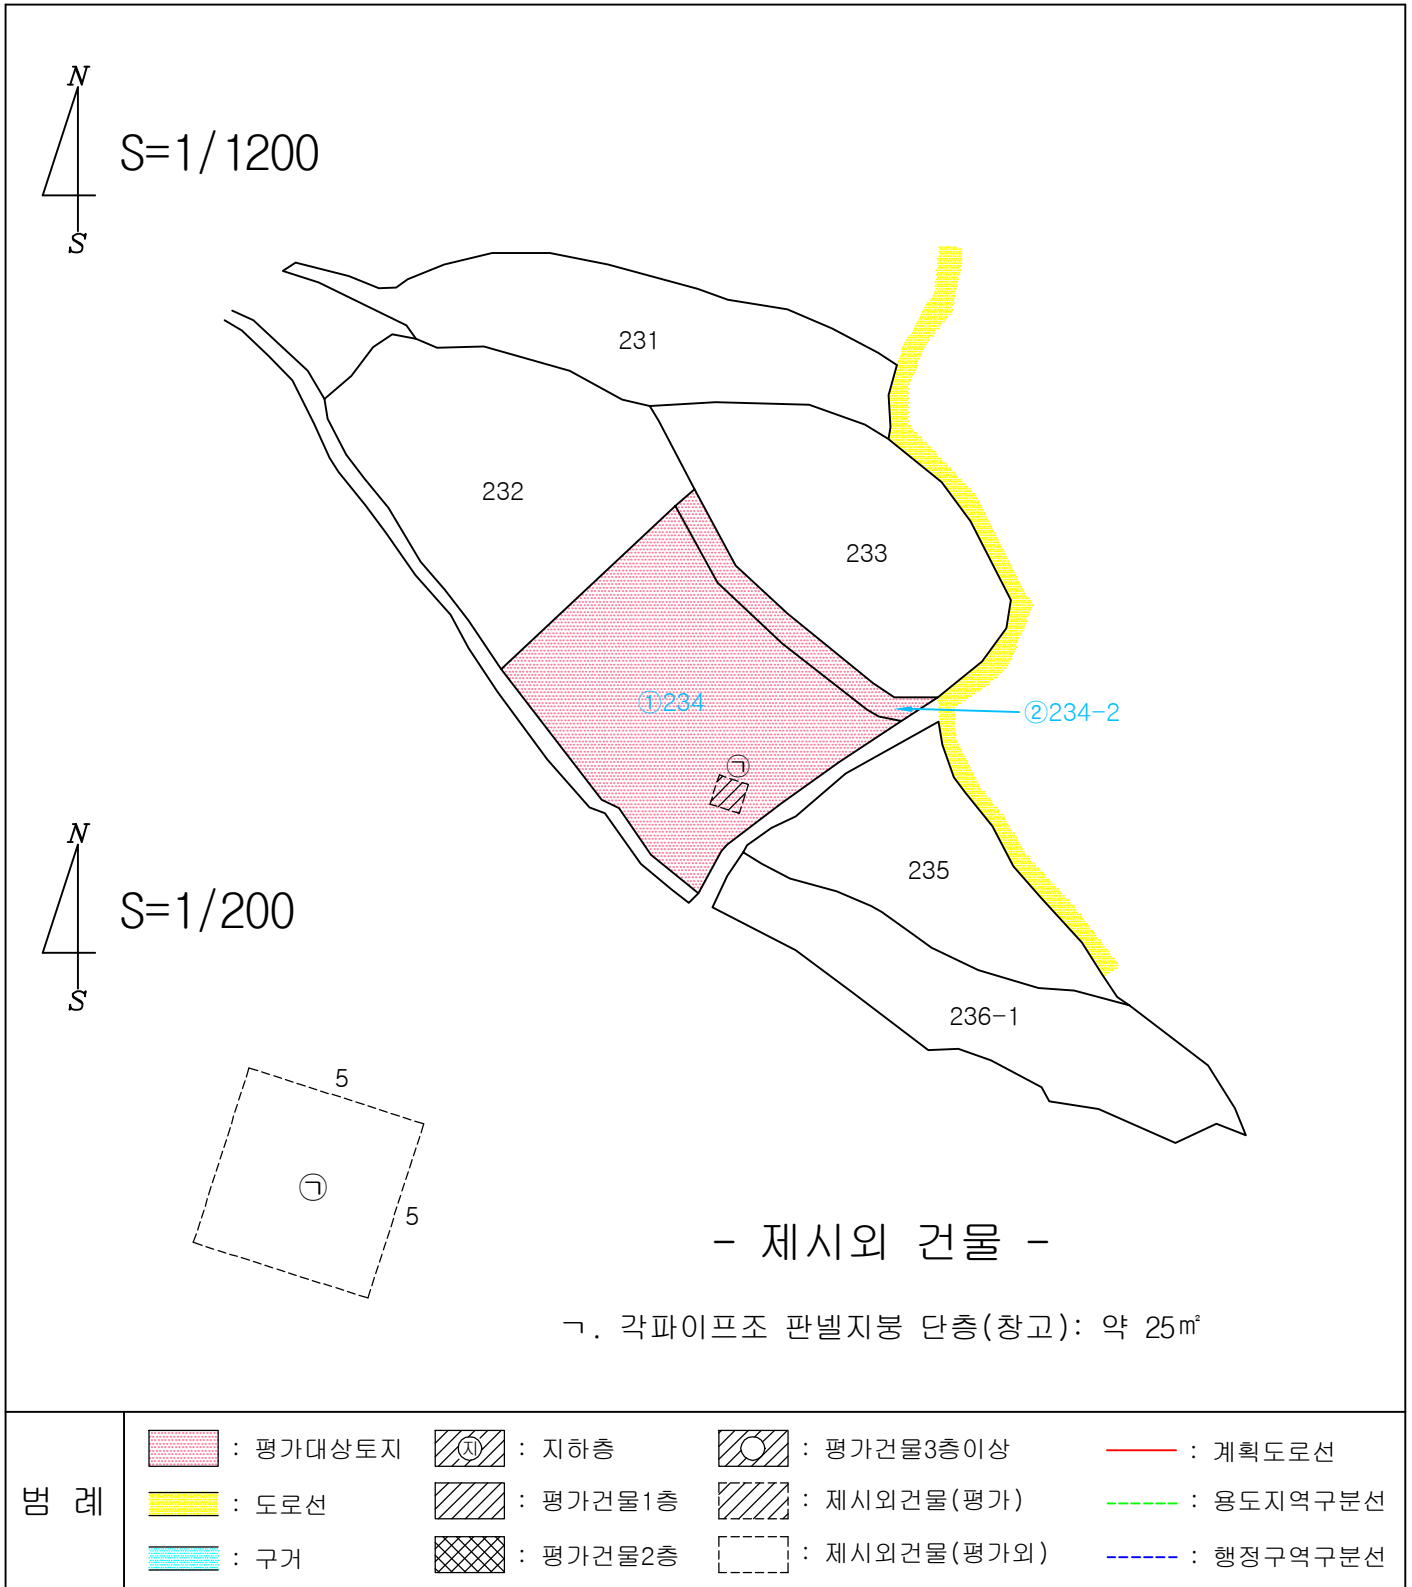 N
S=1/1200
S
231
232
233
①234
②234-2
㉠
235
236-1
N
S=1/200
S
5
㉠
5
- 제시외 건물 -
ㄱ. 각파이프조 판넬지붕 단층(창고): 약 25㎡
범 례
: 평가대상토지
지 : 지하층
: 평가건물3층이상
: 계획도로선
: 도로선
: 평가건물1층
: 제시외건물(평가)
: 용도지역구분선
: 구거
: 평가건물2층
: 제시외건물(평가외)
: 행정구역구분선